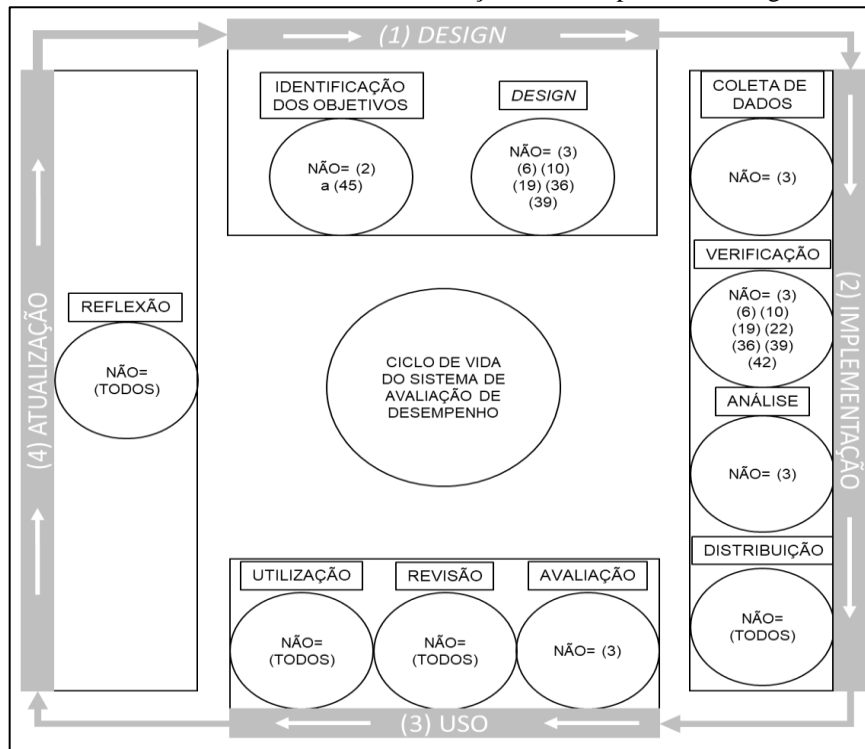 (1) DESIGN
IDENTIFICAÇÃO
DOS OBJETIVOS
NÃO= (2)
a (45)
DESIGN
NÃO= (3)
(6) (10)
(19) (36)
(39)
COLETA DE
DADOS
NÃO= (3)
VERIFICAÇÃO
NÃO= (3)
(6) (10)
(19) (22)
(36) (39)
(42)
ANÁLISE
NÃO= (3)
DISTRIBUIÇÃO
NÃO=
(TODOS)
(2) IMPLEMENTAÇÃO
CICLO DE VIDA
DO SISTEMA DE
AVALIAÇÃO DE
DESEMPENHO
AVALIAÇÃO
NÃO= (3)
REVISÃO
NÃO=
(TODOS)
UTILIZAÇÃO
NÃO=
(TODOS)
(3) USO
REFLEXÃO
NÃO=
(TODOS)
(4) ATUALIZAÇÃO